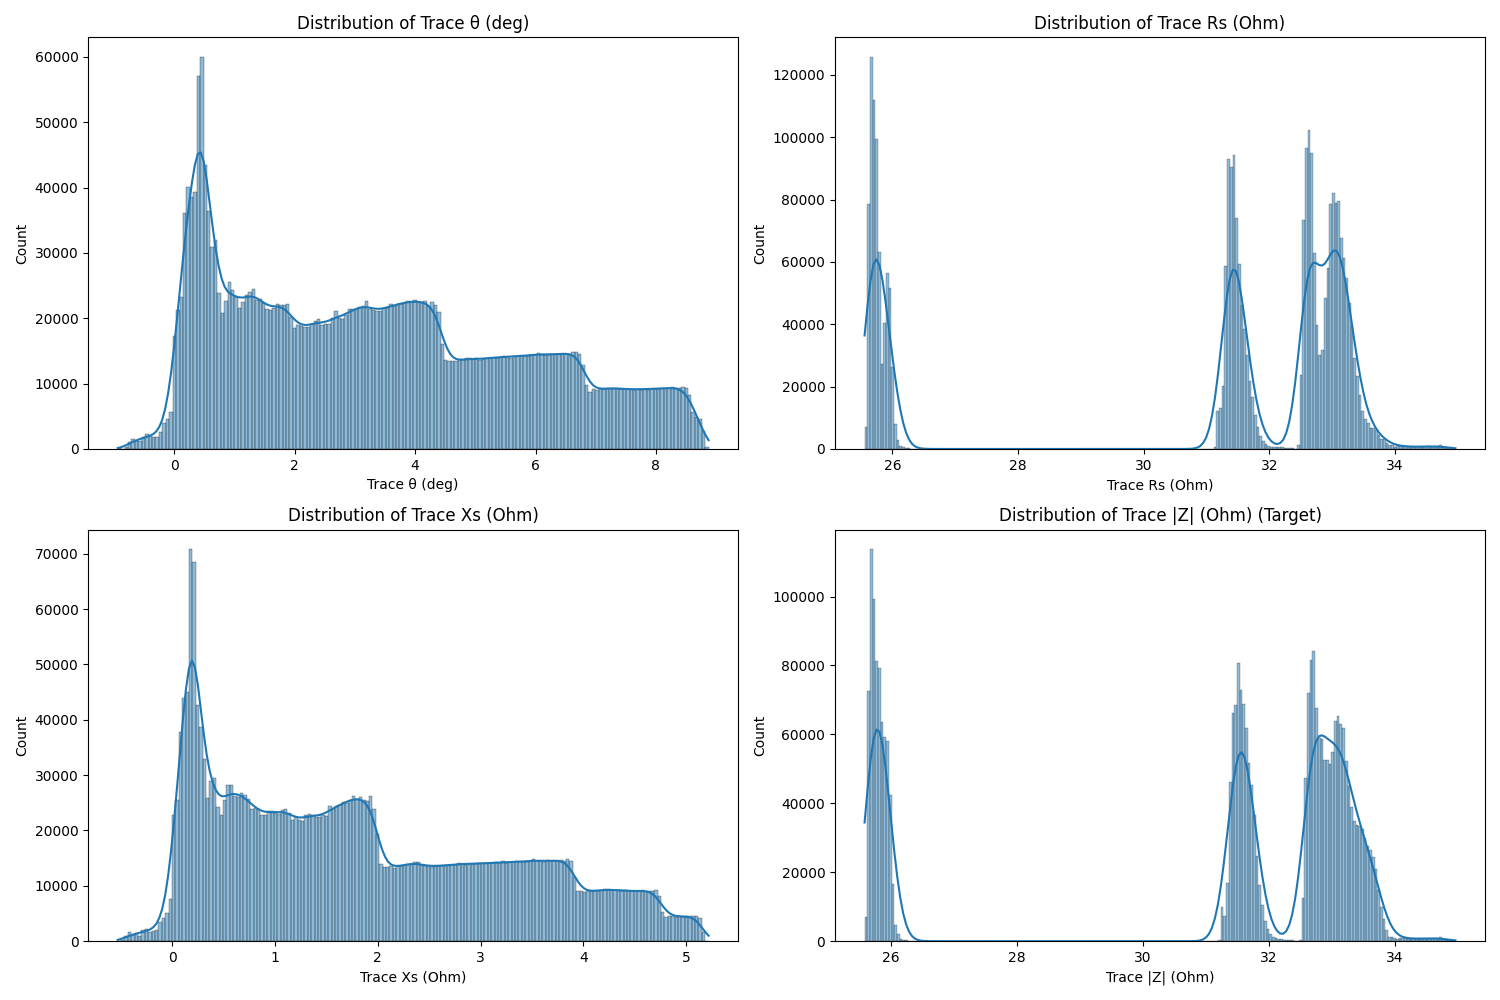 Distribution of Trace θ (deg)
60000
50000
40000
30000
20000
10000
0
Count
0 2 4 6 8
Trace θ (deg)
Distribution of Trace Rs (Ohm)
120000
100000
80000
60000
40000
20000
0
Count
26 28 30 32 34
Trace Rs (Ohm)
Distribution of Trace Xs (Ohm)
70000
60000
50000
40000
30000
20000
10000
0
Count
0 1 2 3 4 5
Trace Xs (Ohm)
Distribution of Trace |Z| (Ohm) (Target)
100000
80000
60000
40000
20000
0
Count
26 28 30 32 34
Trace |Z| (Ohm)